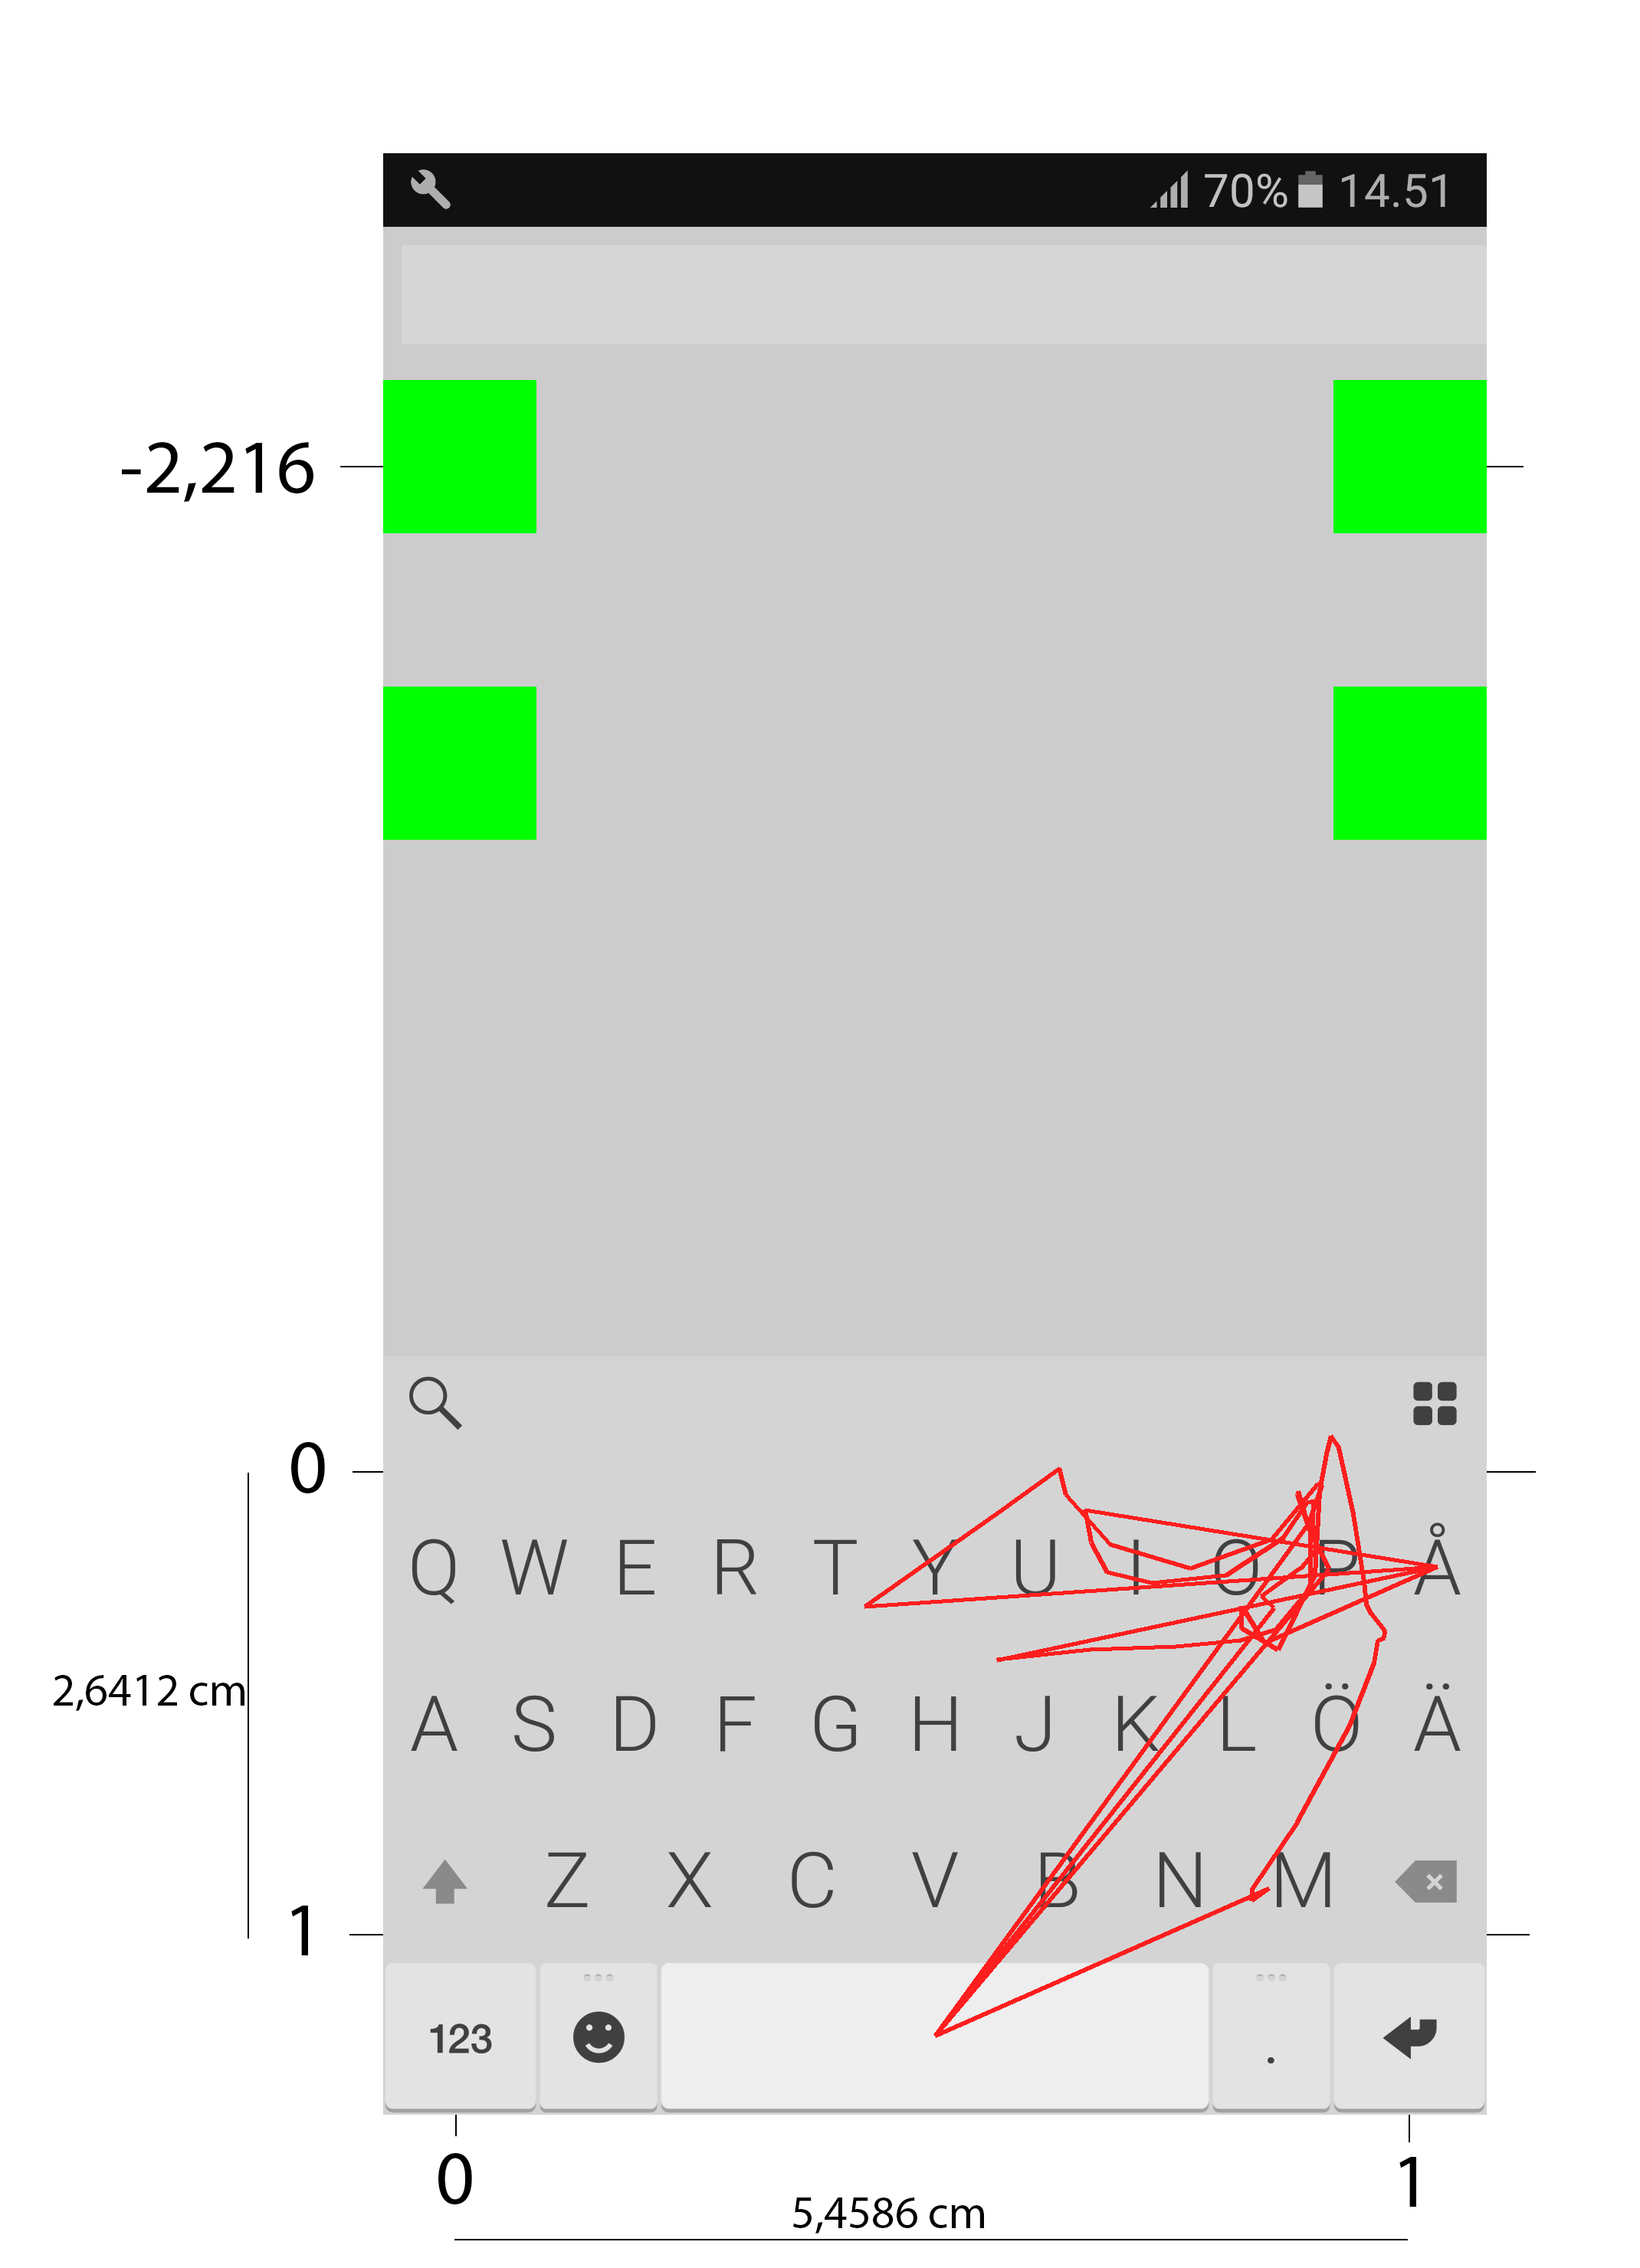 70% 14.51
-2,216
0
Q W E R T Y U I O P Å
2,6412 cm
A S D F G H J K L Ö Ä
Z X C V B N M
1
123 .
0 1
5,4586 cm